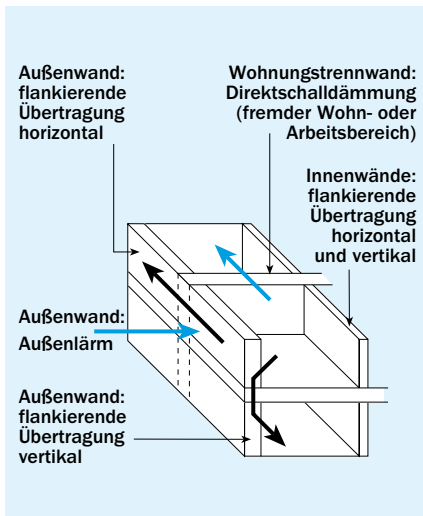 Außenwand:
flankierende
Übertragung
horizontal
Wohnungstrennwand:
Direktschalldämmung
(fremder Wohn- oder
Arbeitsbereich)
Innenwände:
flankierende
Übertragung
horizontal
und vertikal
Außenwand:
Außenlärm
Außenwand:
flankierende
Übertragung
vertikal